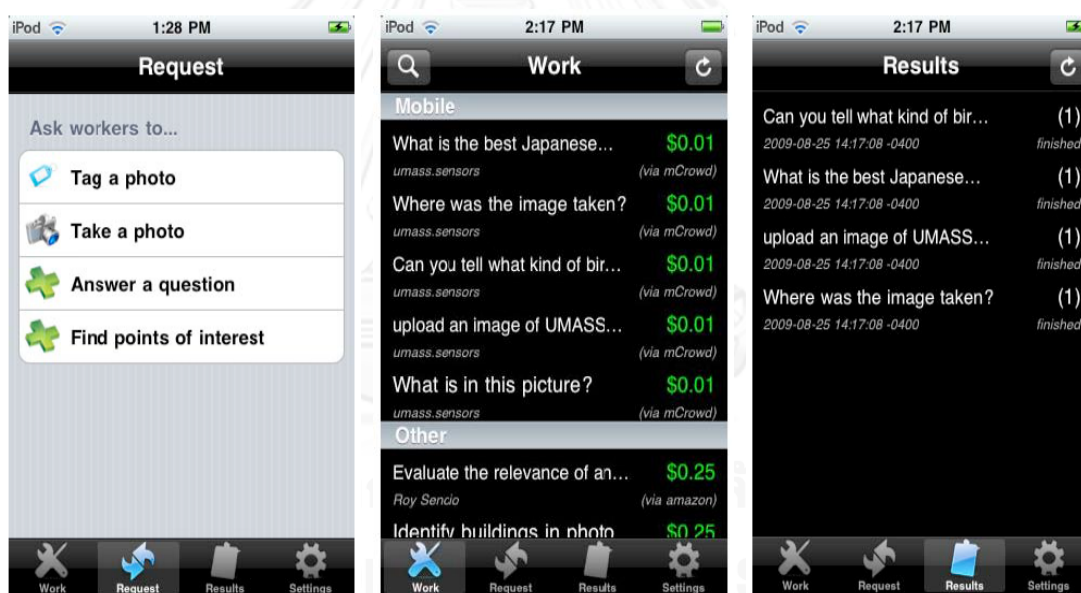 iPod 1:28 PM
Request
Ask workers to...
Tag a photo
Take a photo
Answer a question
Find points of interest
Work Request Results Settings
iPod 2:17 PM
Work
Mobile
What is the best Japanese... $0.01
umass.sensors (via mCrowd)
Where was the image taken? $0.01
umass.sensors (via mCrowd)
Can you tell what kind of bir... $0.01
umass.sensors (via mCrowd)
upload an image of UMASS... $0.01
umass.sensors (via mCrowd)
What is in this picture? $0.01
umass.sensors (via mCrowd)
Other
Evaluate the relevance of an... $0.25
Roy Sencio (via amazon)
Identify buildings in photo $0.25
Work Request Results Settings
iPod 2:17 PM
Results
Can you tell what kind of bir... (1)
2009-08-25 14:17:08 -0400 finished
What is the best Japanese... (1)
2009-08-25 14:17:08 -0400 finished
upload an image of UMASS... (1)
2009-08-25 14:17:08 -0400 finished
Where was the image taken? (1)
2009-08-25 14:17:08 -0400 finished
Work Request Results Settings